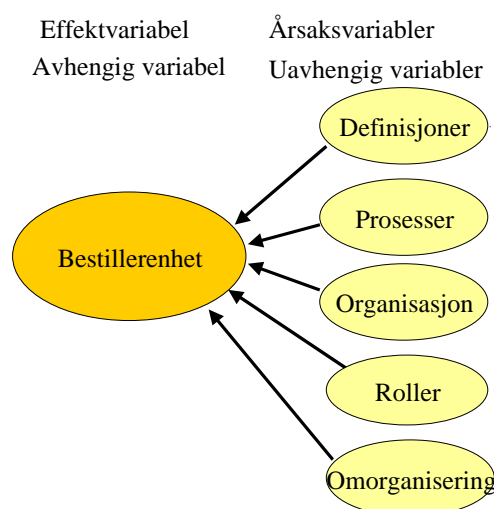 Effektvariabel
Avhengig variabel
Årsaksvariabler
Uavhengig variabler
Definisjoner
Prosesser
Bestillerenhet
Organisasjon
Roller
Omorganisering